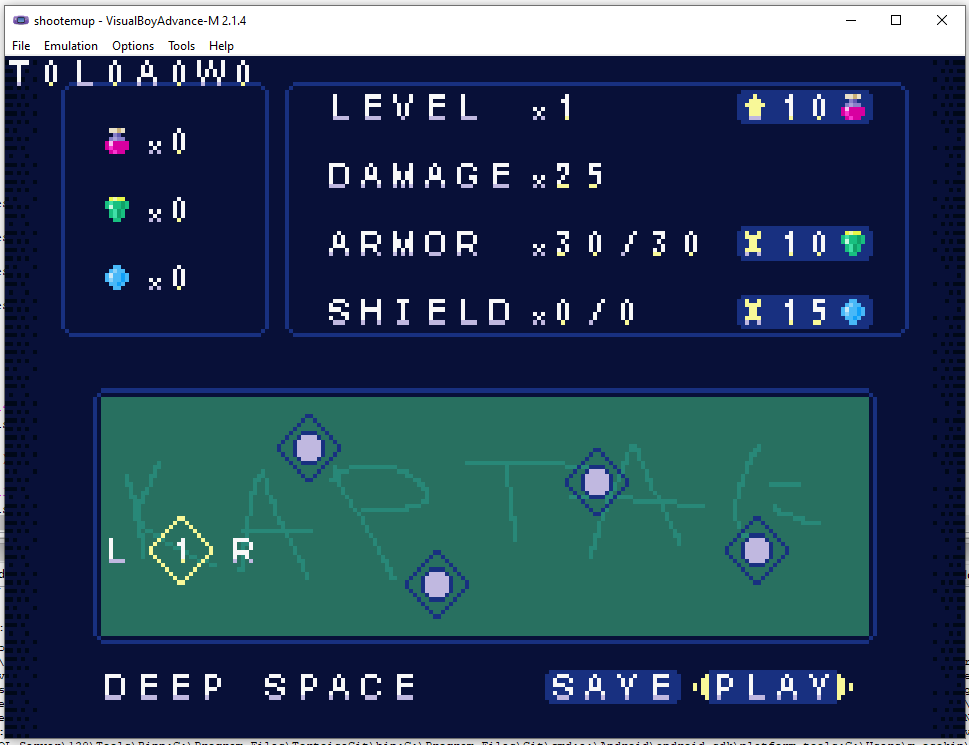 shootemup - VisualBoyAdvance-M 2.1.4
File Emulation Options Tools Help
T0L0A0W0
LEVEL x1 10
x0
DAMAGE x25
x0
ARMOR x30/30 10
x0
SHIELD x0/0 15
KAPTAE
L 1 R
DEEP SPACE SAVE PLAY